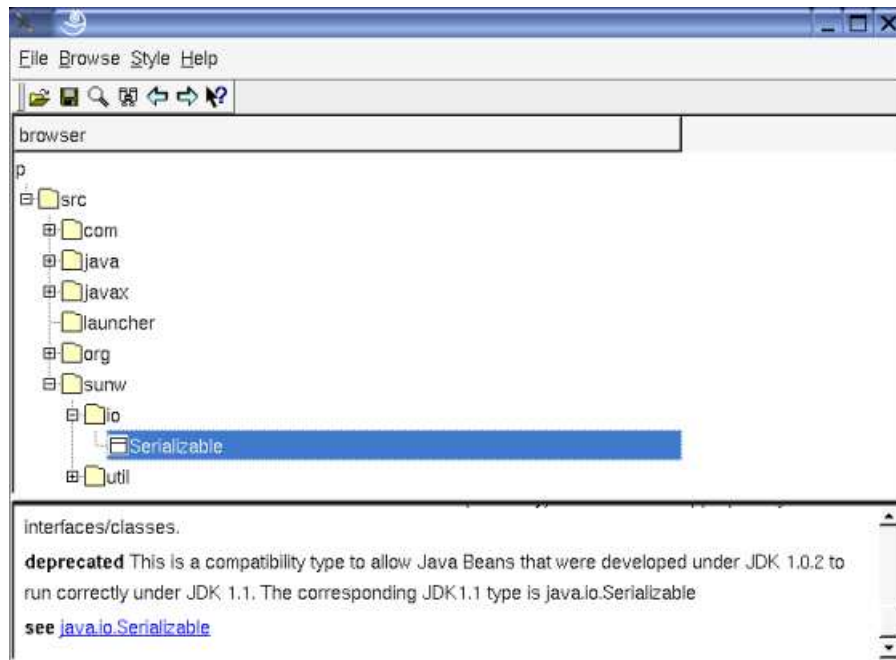 File Browse Style Help
browser
p
src
com
java
javax
launcher
org
sunw
io
Serializable
util
interfaces/classes.
deprecated This is a compatibility type to allow Java Beans that were developed under JDK 1.0.2 to
run correctly under JDK 1.1. The corresponding JDK1.1 type is java.io.Serializable
see java.io.Serializable